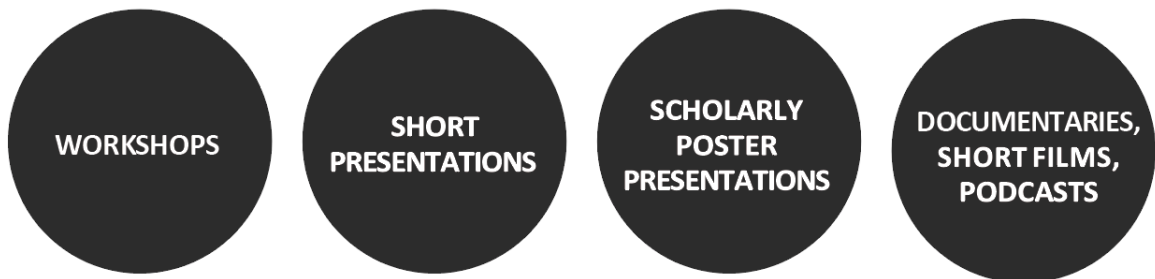 WORKSHOPS
SHORT
PRESENTATIONS
SCHOLARLY
POSTER
PRESENTATIONS
DOCUMENTARIES,
SHORT FILMS,
PODCASTS